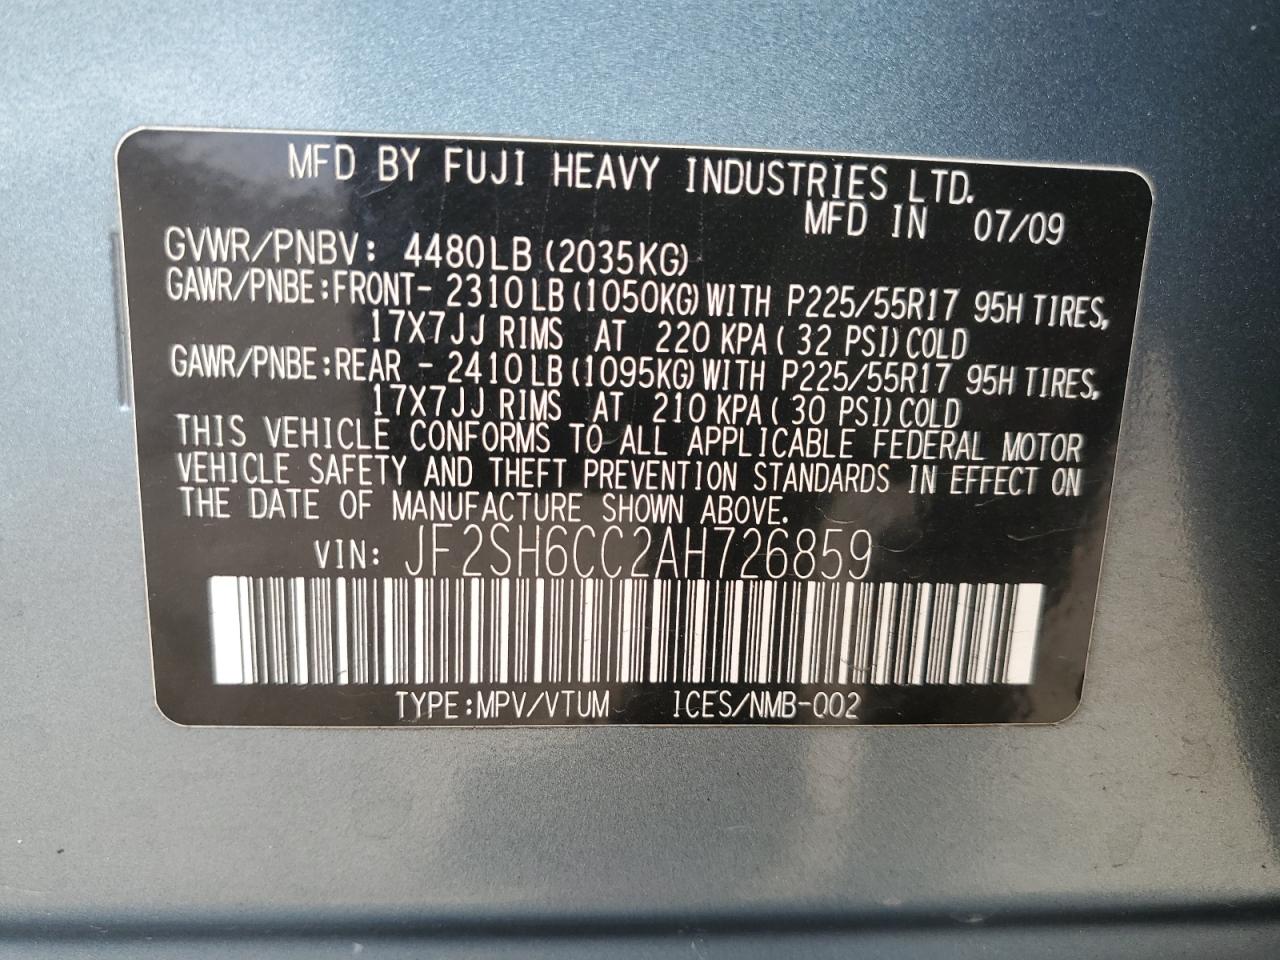 MFD BY FUJI HEAVY INDUSTRIES LTD.
MFD IN 07/09
GVWR/PNBV: 4480LB (2035KG)
GAWR/PNBE:FRONT- 2310LB (1050KG) WITH P225/55R17 95H TIRES,
17X7JJ RIMS AT 220 KPA ( 32 PSI) COLD
GAWR/PNBE:REAR - 2410LB (1095KG) WITH P225/55R17 95H TIRES,
17X7JJ RIMS AT 210 KPA ( 30 PSI) COLD
THIS VEHICLE CONFORMS TO ALL APPLICABLE FEDERAL MOTOR
VEHICLE SAFETY AND THEFT PREVENTION STANDARDS IN EFFECT ON
THE DATE OF MANUFACTURE SHOWN ABOVE.
VIN: JF2SH6CC2AH726859
TYPE:MPV/VTUM ICES/NMB-002